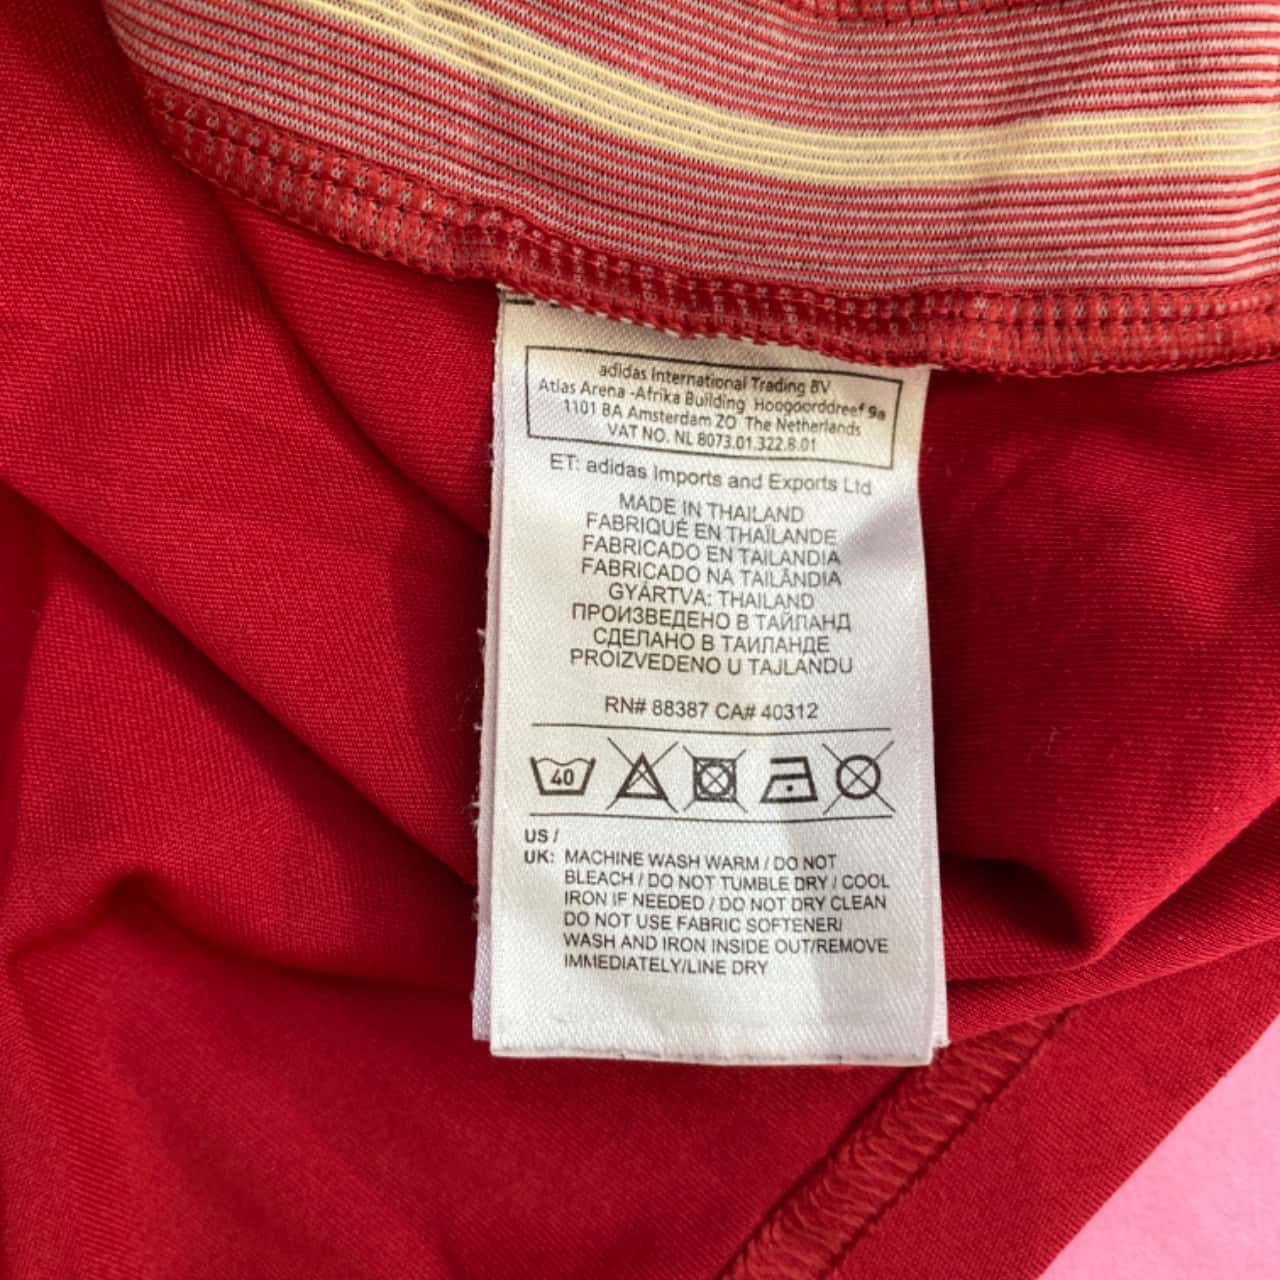 adidas International Trading BV
Atlas Arena -Afrika Building Hoogoorddreef 9a
1101 BA Amsterdam ZO The Netherlands
VAT NO. NL 8073.01.322.B.01
ET: adidas Imports and Exports Ltd
MADE IN THAILAND
FABRIQUÉ EN THAÏLANDE
FABRICADO EN TAILANDIA
FABRICADO NA TAILÂNDIA
GYÁRTVA: THAILAND
ПРОИЗВЕДЕНО В ТАЙЛАНД
СДЕЛАНО В ТАИЛАНДЕ
PROIZVEDENO U TAJLANDU
RN# 88387 CA# 40312
40
US /
UK: MACHINE WASH WARM / DO NOT
BLEACH / DO NOT TUMBLE DRY / COOL
IRON IF NEEDED / DO NOT DRY CLEAN
DO NOT USE FABRIC SOFTENER/
WASH AND IRON INSIDE OUT/REMOVE
IMMEDIATELY/LINE DRY